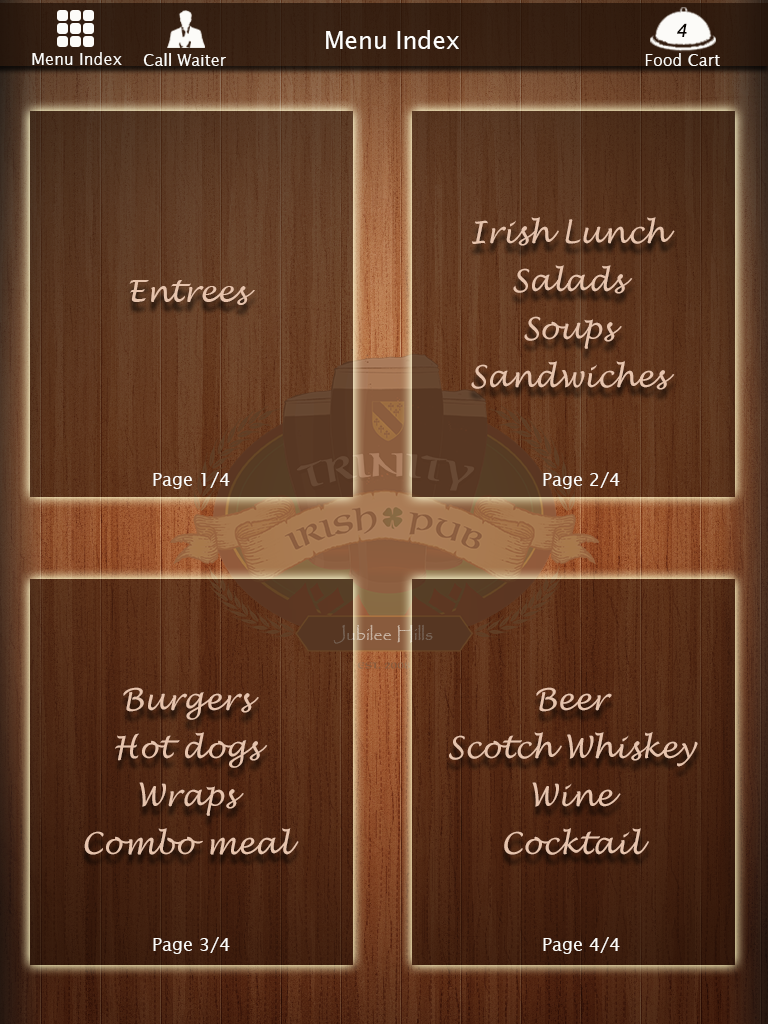 Menu Index
Call Waiter
Menu Index
4
Food Cart
Entrees
Page 1/4
Irish Lunch
Salads
Soups
Sandwiches
Page 2/4
TRINITY
IRISH PUB
Jubilee Hills
Burgers
Hot dogs
Wraps
Combo meal
Page 3/4
Beer
Scotch Whiskey
Wine
Cocktail
Page 4/4